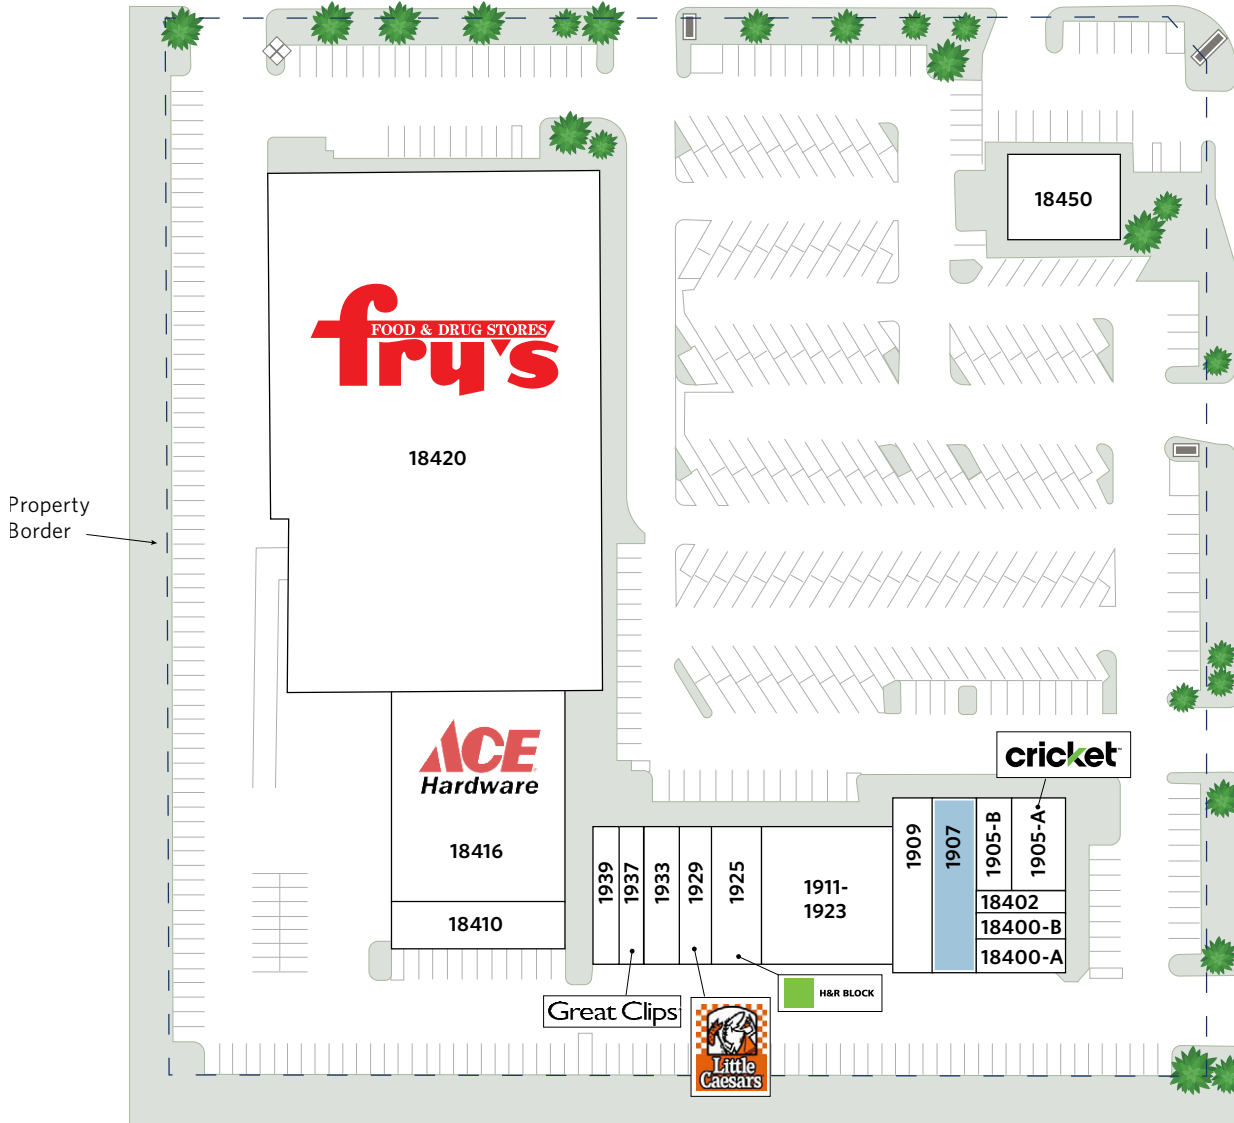 18450
fry's
FOOD & DRUG STORES
18420
Property
Border
ACE
Hardware
18416
18410
cricket
1939
1937
1933
1929
1925
1911-
1923
1909
1907
1905-B
1905-A
18402
18400-B
18400-A
Great Clips
H&R BLOCK
Little
Caesars